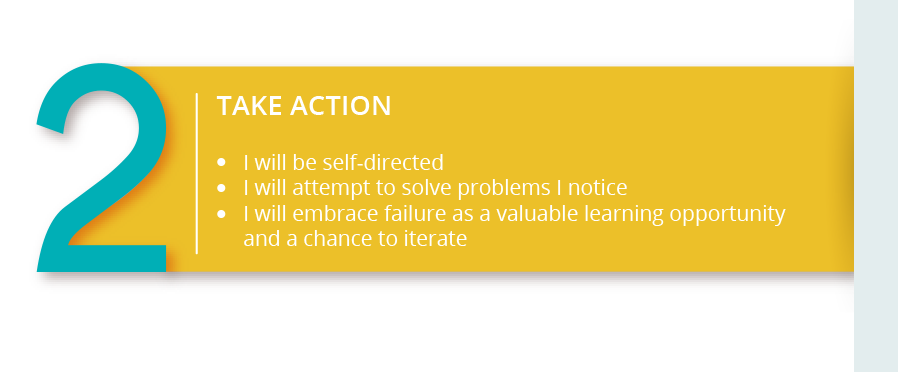 2
TAKE ACTION
• I will be self-directed
• I will attempt to solve problems I notice
• I will embrace failure as a valuable learning opportunity
and a chance to iterate